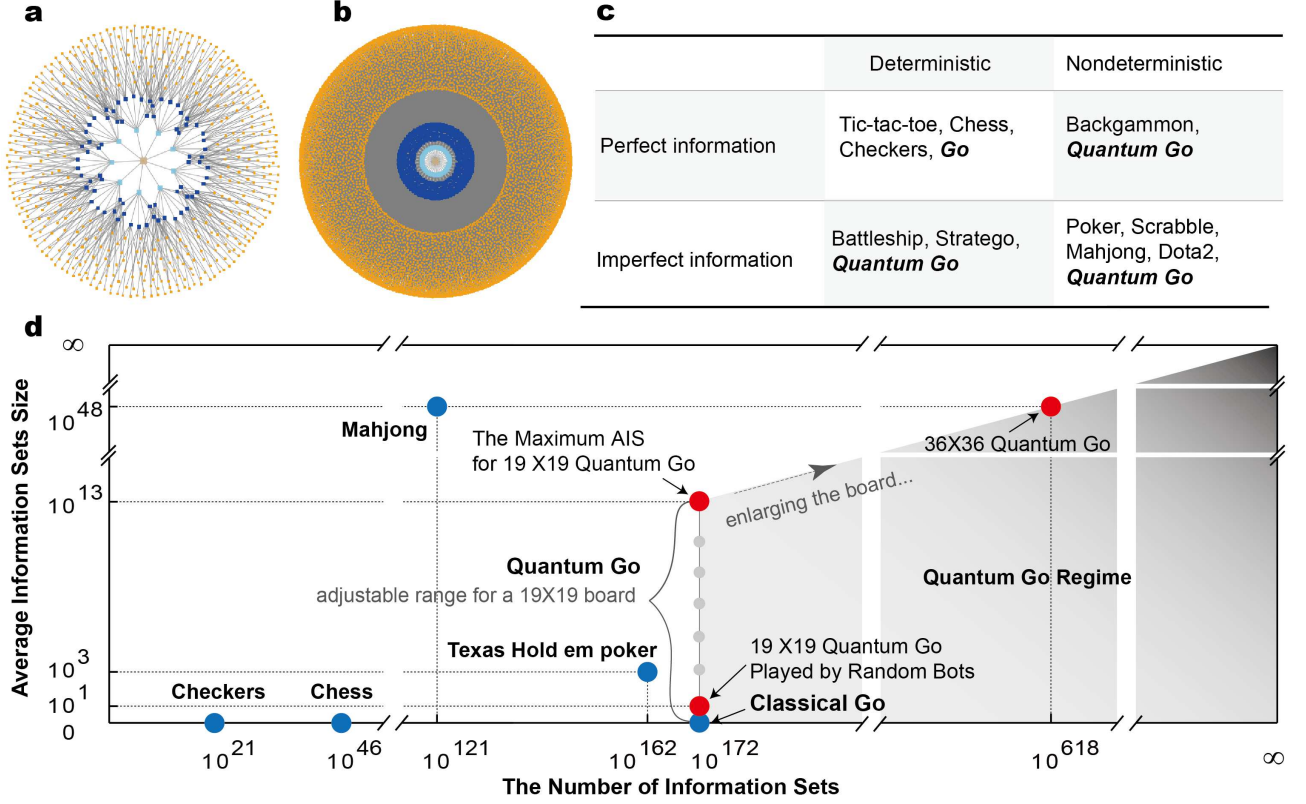 a
b
c
Deterministic
Nondeterministic
Perfect information
Tic-tac-toe, Chess,
Checkers, Go
Backgammon,
Quantum Go
Imperfect information
Battleship, Stratego,
Quantum Go
Poker, Scrabble,
Mahjong, Dota2,
Quantum Go
d
Average Information Sets Size
∞
10^48
10^13
10^3
10^1
0
Mahjong
The Maximum AIS
for 19 X19 Quantum Go
36X36 Quantum Go
enlarging the board...
Quantum Go
adjustable range for a 19X19 board
Quantum Go Regime
Texas Hold em poker
19 X19 Quantum Go
Played by Random Bots
Classical Go
Checkers
Chess
10^21
10^46
10^121
10^162
10^172
10^618
∞
The Number of Information Sets